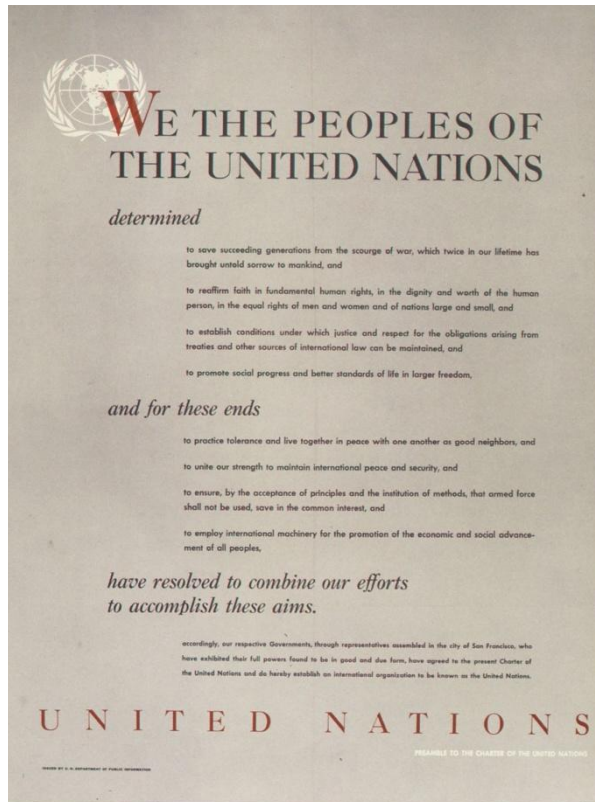 WE THE PEOPLES OF
THE UNITED NATIONS
determined
to save succeeding generations from the scourge of war, which twice in our lifetime has
brought untold sorrow to mankind, and
to reaffirm faith in fundamental human rights, in the dignity and worth of the human
person, in the equal rights of men and women and of nations large and small, and
to establish conditions under which justice and respect for the obligations arising from
treaties and other sources of international law can be maintained, and
to promote social progress and better standards of life in larger freedom,
and for these ends
to practice tolerance and live together in peace with one another as good neighbors, and
to unite our strength to maintain international peace and security, and
to ensure, by the acceptance of principles and the institution of methods, that armed force
shall not be used, save in the common interest, and
to employ international machinery for the promotion of the economic and social advance-
ment of all peoples,
have resolved to combine our efforts
to accomplish these aims.
accordingly, our respective Governments, through representatives assembled in the city of San Francisco, who
have exhibited their full powers found to be in good and due form, have agreed to the present Charter of
the United Nations and do hereby establish an international organization to be known as the United Nations.
UNITED NATIONS
PREAMBLE TO THE CHARTER OF THE UNITED NATIONS
ISSUED BY U. N. DEPARTMENT OF PUBLIC INFORMATION